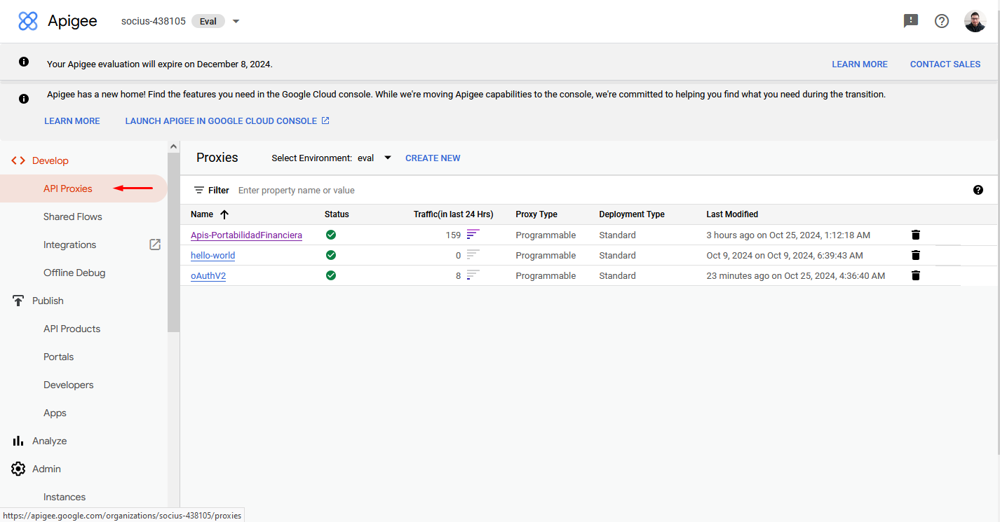 Apigee socius-438105 Eval
Your Apigee evaluation will expire on December 8, 2024. LEARN MORE CONTACT SALES
Apigee has a new home! Find the features you need in the Google Cloud console. While we're moving Apigee capabilities to the console, we're committed to helping you find what you need during the transition.
LEARN MORE LAUNCH APIGEE IN GOOGLE CLOUD CONSOLE
Develop
API Proxies
Shared Flows
Integrations
Offline Debug
Publish
API Products
Portals
Developers
Apps
Analyze
Admin
Instances
Proxies Select Environment: eval CREATE NEW
Filter Enter property name or value
Name Status Traffic(in last 24 Hrs) Proxy Type Deployment Type Last Modified
Apis-PortabilidadFinanciera 159 Programmable Standard 3 hours ago on Oct 25, 2024, 1:12:18 AM
hello-world 0 Programmable Standard Oct 9, 2024 on Oct 9, 2024, 6:39:43 AM
oAuthV2 8 Programmable Standard 23 minutes ago on Oct 25, 2024, 4:36:40 AM
https://apigee.google.com/organizations/socius-438105/proxies